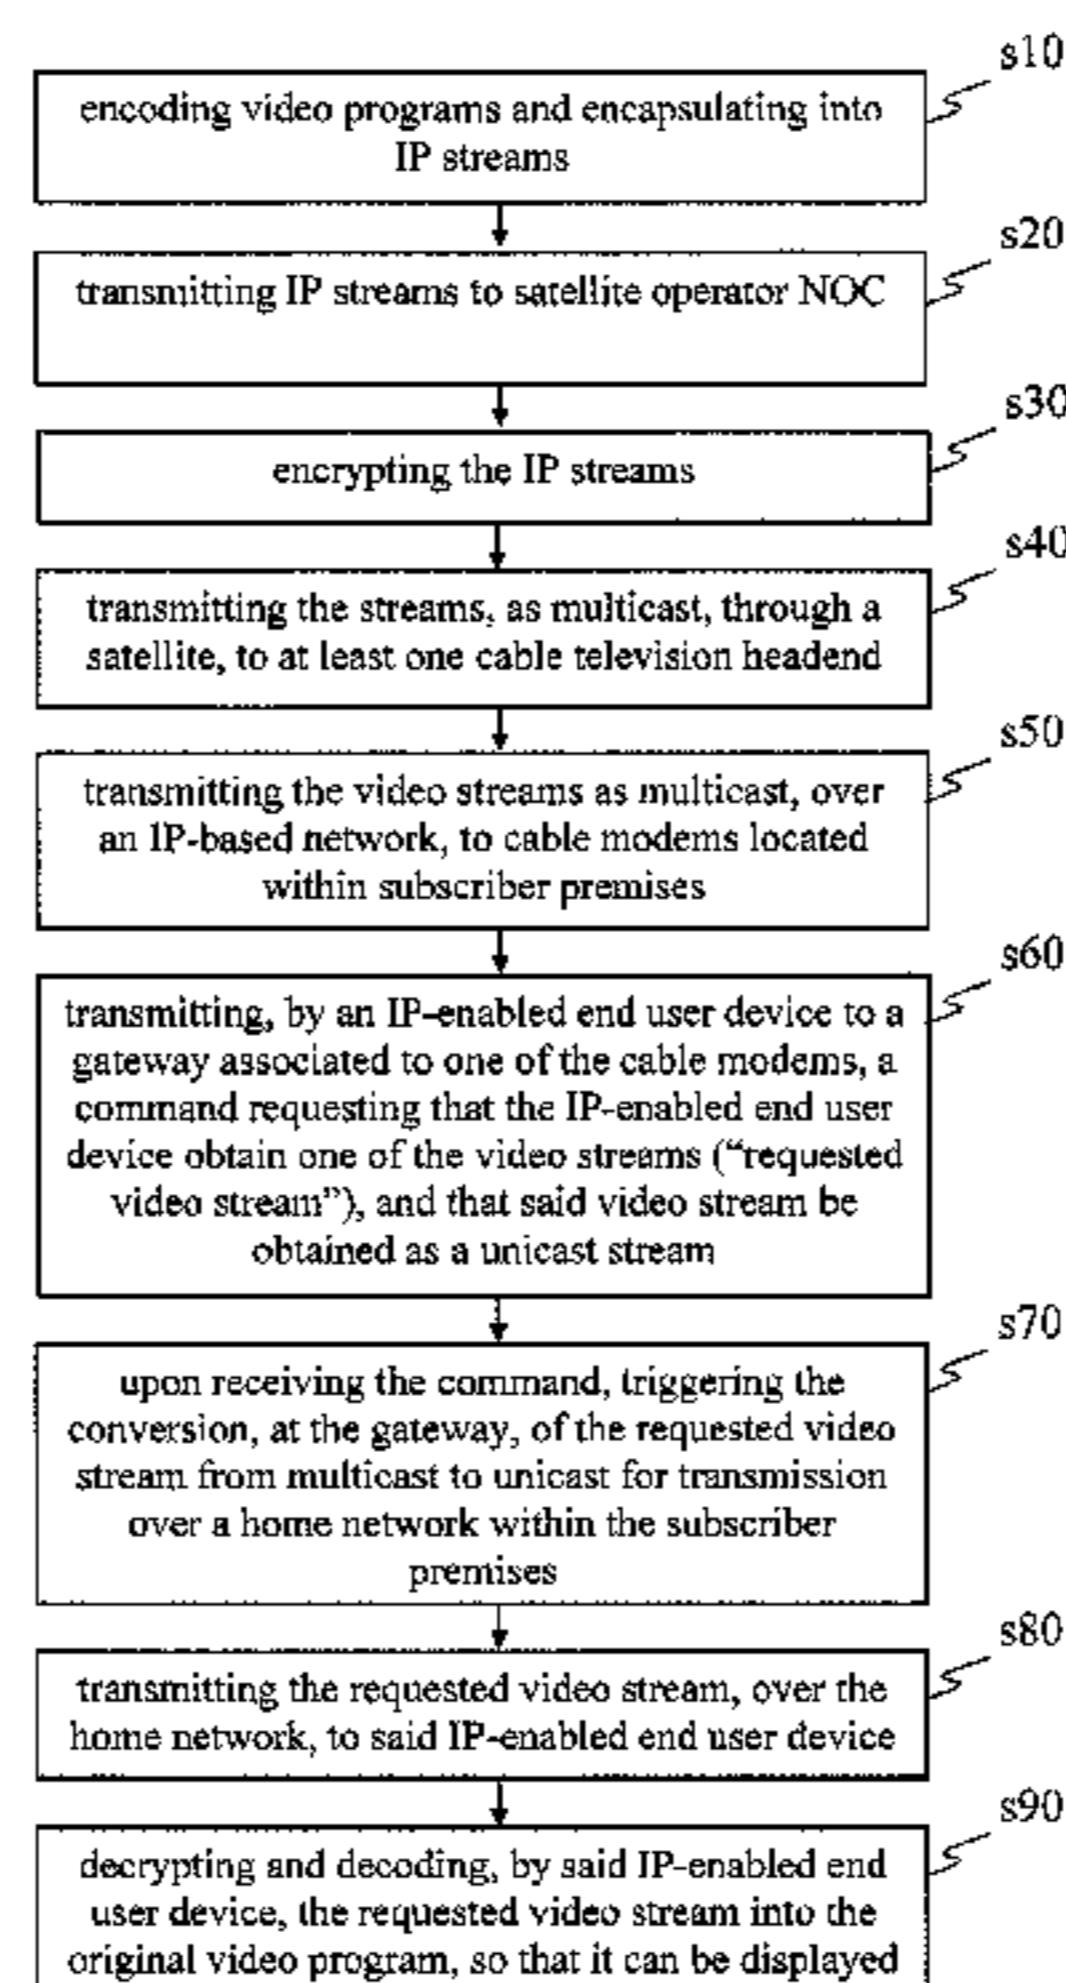 s10
encoding video programs and encapsulating into
IP streams
s20
transmitting IP streams to satellite operator NOC
s30
encrypting the IP streams
s40
transmitting the streams, as multicast, through a
satellite, to at least one cable television headend
s50
transmitting the video streams as multicast, over
an IP-based network, to cable modems located
within subscriber premises
s60
transmitting, by an IP-enabled end user device to a
gateway associated to one of the cable modems, a
command requesting that the IP-enabled end user
device obtain one of the video streams (“requested
video stream”), and that said video stream be
obtained as a unicast stream
s70
upon receiving the command, triggering the
conversion, at the gateway, of the requested video
stream from multicast to unicast for transmission
over a home network within the subscriber
premises
s80
transmitting the requested video stream, over the
home network, to said IP-enabled end user device
s90
decrypting and decoding, by said IP-enabled end
user device, the requested video stream into the
original video program, so that it can be displayed